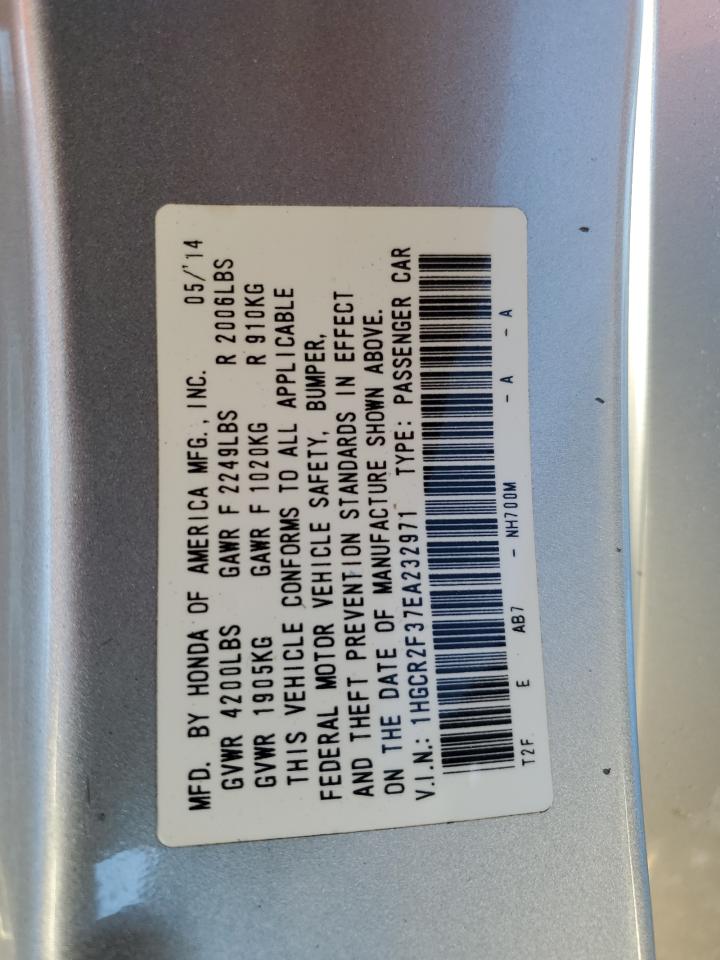 MFD. BY HONDA OF AMERICA MFG., INC. 05/'14
GVWR 4200LBS GAWR F 2249LBS R 2006LBS
GVWR 1905KG GAWR F 1020KG R 910KG
THIS VEHICLE CONFORMS TO ALL APPLICABLE
FEDERAL MOTOR VEHICLE SAFETY, BUMPER,
AND THEFT PREVENTION STANDARDS IN EFFECT
ON THE DATE OF MANUFACTURE SHOWN ABOVE.
V.I.N.: 1HGCR2F37EA232971 TYPE: PASSENGER CAR
T2F E AB7 - NH700M - A - A